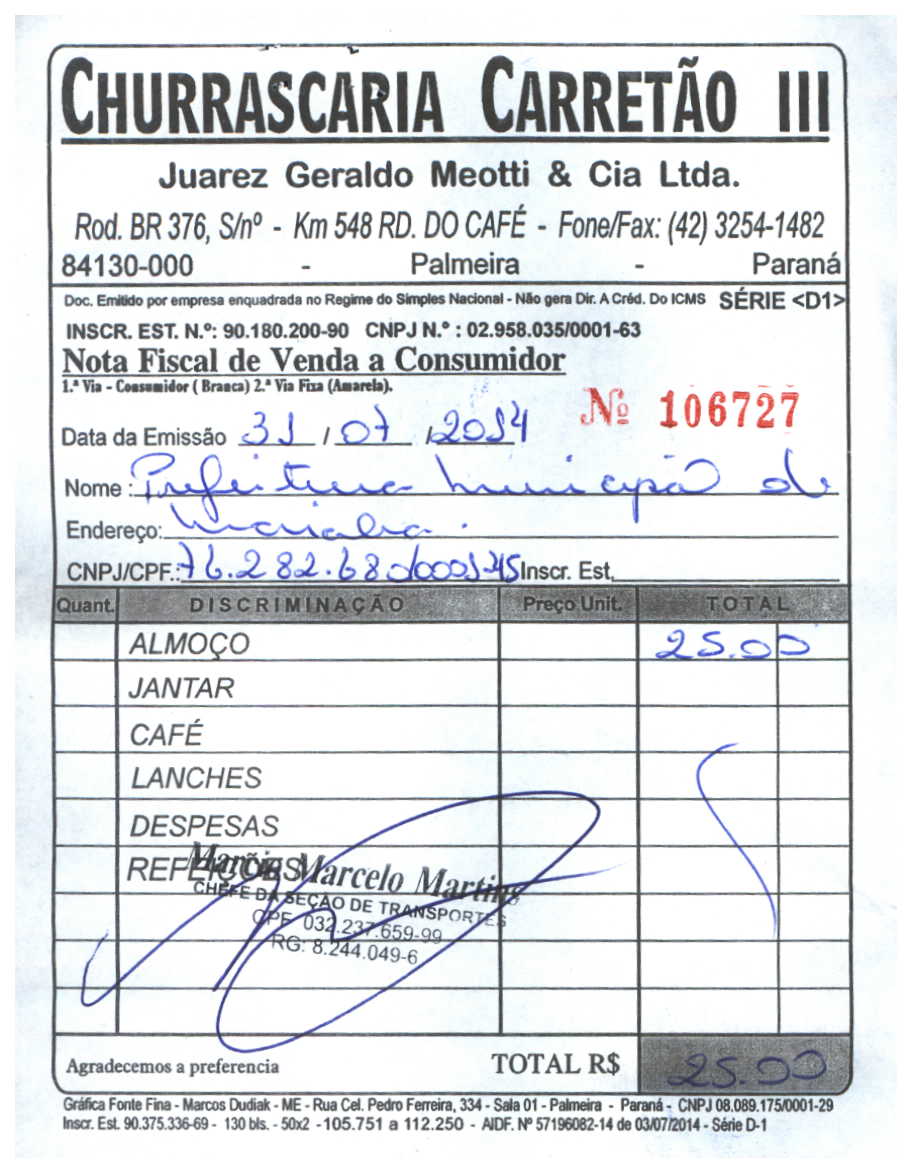 CHURRASCARIA CARRETÃO III
Juarez Geraldo Meotti & Cia Ltda.
Rod. BR 376, S/nº - Km 548 RD. DO CAFÉ - Fone/Fax: (42) 3254-1482
84130-000 - Palmeira - Paraná
Doc. Emitido por empresa enquadrada no Regime do Simples Nacional - Não gera Dir. A Créd. Do ICMS SÉRIE <D1>
INSCR. EST. N.º: 90.180.200-90 CNPJ N.º : 02.958.035/0001-63
Nota Fiscal de Venda a Consumidor
1.ª Via - Consumidor ( Branca) 2.ª Via Fixa (Amarela).
Nº 106727
Data da Emissão 31 / 07 / 2014
Nome : Prefeitura municipal de
Endereço: Marialva.
CNPJ/CPF.: 76.282.680/0001-45 Inscr. Est.
Quant. DISCRIMINAÇÃO Preço Unit. TOTAL
ALMOÇO 25.00
JANTAR
CAFÉ
LANCHES
DESPESAS
REFEIÇÕES
Marcelo Martins
CHEFE DA SEÇÃO DE TRANSPORTES
CPF 032.237.659-99
RG: 8.244.049-6
Agradecemos a preferencia TOTAL R$ 25.00
Gráfica Fonte Fina - Marcos Dudiak - ME - Rua Cel. Pedro Ferreira, 334 - Sala 01 - Palmeira - Paraná - CNPJ 08.089.175/0001-29
Inscr. Est. 90.375.336-69 - 130 bls. - 50x2 - 105.751 a 112.250 - AIDF. Nº 57196082-14 de 03/07/2014 - Série D-1